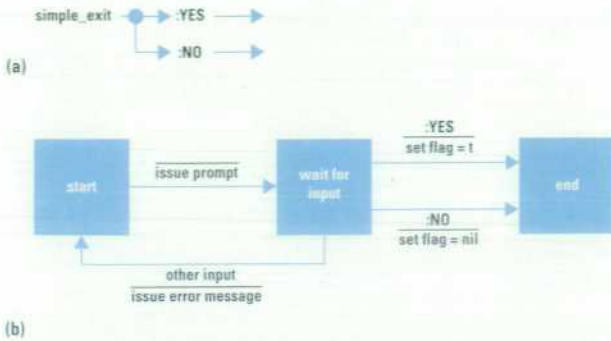 simple_exit :YES
:NO
(a)
:YES
set flag = t
start
issue prompt
wait for
input
end
:NO
set flag = nil
other input
issue error message
(b)